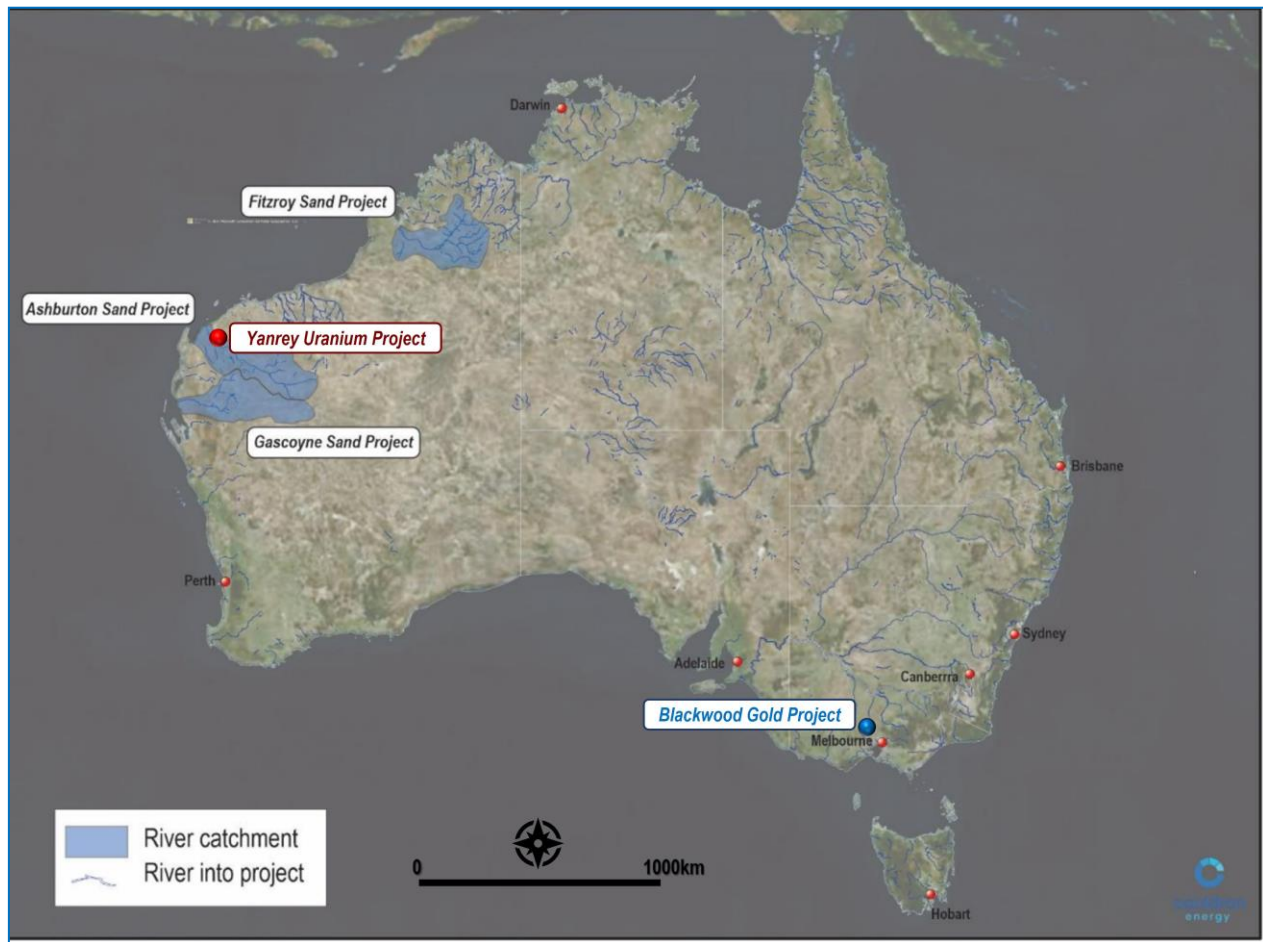 Darwin
Fitzroy Sand Project
Ashburton Sand Project
Yanrey Uranium Project
Gascoyne Sand Project
Brisbane
Perth
Sydney
Adelaide
Canberrra
Blackwood Gold Project
Melbourne
River catchment
River into project
0 1000km
Hobart
energy